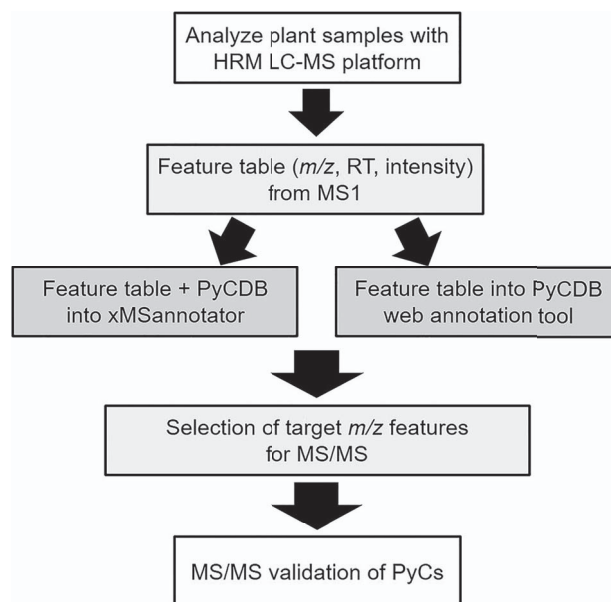 Analyze plant samples with
HRM LC-MS platform
Feature table (m/z, RT, intensity)
from MS1
Feature table + PyCDB
into xMSannotator
Feature table into PyCDB
web annotation tool
Selection of target m/z features
for MS/MS
MS/MS validation of PyCs